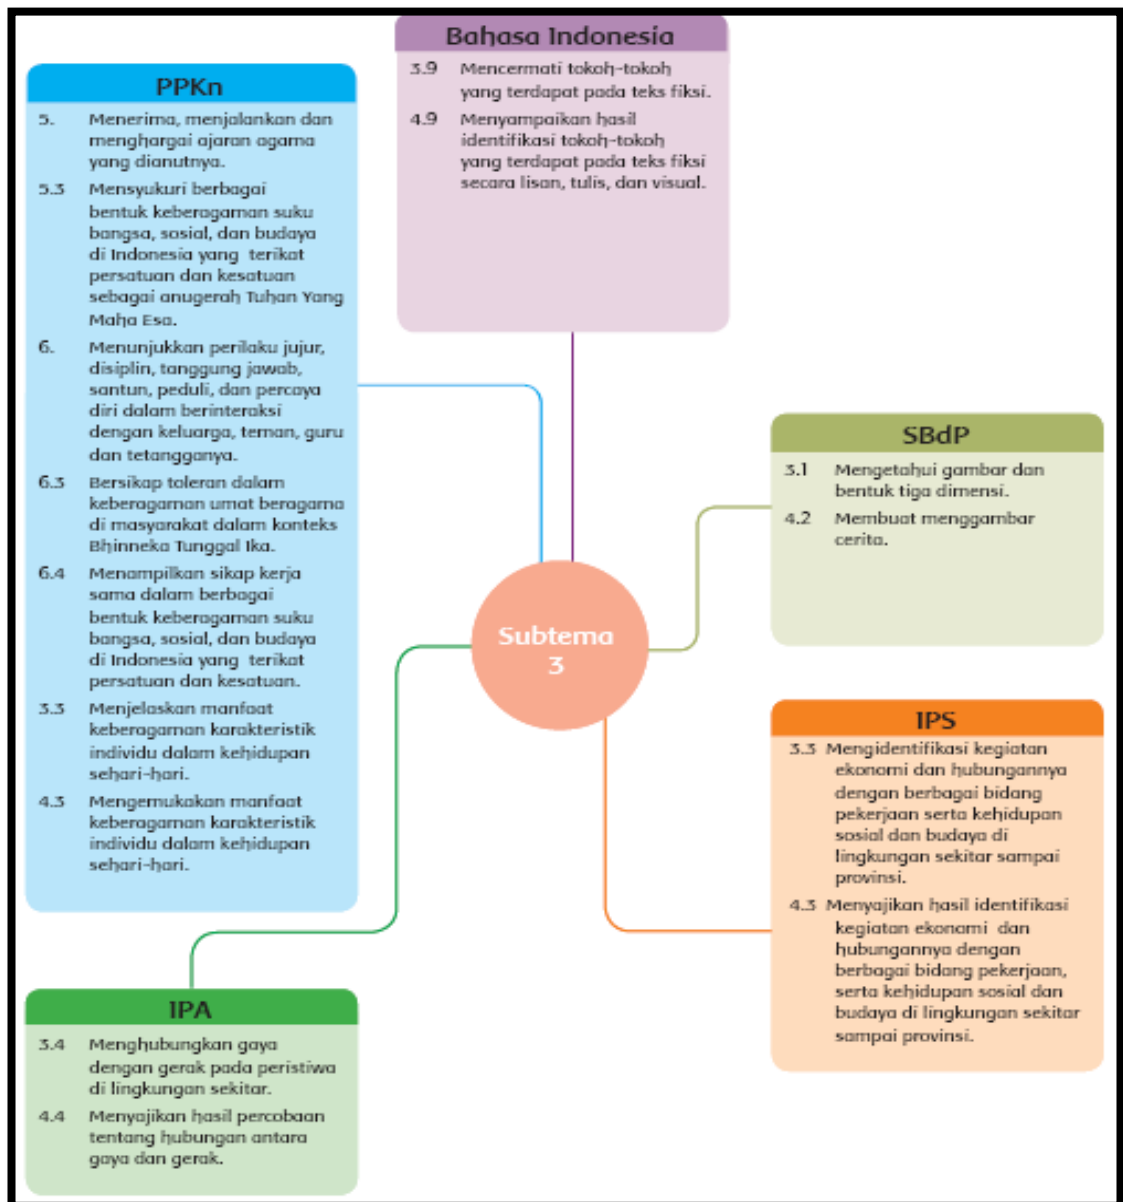 Bahasa Indonesia
3.9 Mencermati tokoh-tokoh
yang terdapat pada teks fiksi.
4.9 Menyampaikan hasil
identifikasi tokoh-tokoh
yang terdapat pada teks fiksi
secara lisan, tulis, dan visual.
PPKn
5. Menerima, menjalankan dan
menghargai ajaran agama
yang dianutnya.
5.3 Mensyukuri berbagai
bentuk keberagaman suku
bangsa, sosial, dan budaya
di Indonesia yang terikat
persatuan dan kesatuan
sebagai anugerah Tuhan Yang
Maha Esa.
6. Menunjukkan perilaku jujur,
disiplin, tanggung jawab,
santun, peduli, dan percaya
diri dalam berinteraksi
dengan keluarga, teman, guru
dan tetangganya.
6.3 Bersikap toleran dalam
keberagaman umat beragama
di masyarakat dalam konteks
Bhinneka Tunggal Ika.
6.4 Menampilkan sikap kerja
sama dalam berbagai
bentuk keberagaman suku
bangsa, sosial, dan budaya
di Indonesia yang terikat
persatuan dan kesatuan.
3.3 Menjelaskan manfaat
keberagaman karakteristik
individu dalam kehidupan
sehari-hari.
4.3 Mengemukakan manfaat
keberagaman karakteristik
individu dalam kehidupan
sehari-hari.
SBdP
3.1 Mengetahui gambar dan
bentuk tiga dimensi.
4.2 Membuat menggambar
cerita.
Subtema
3
IPS
3.3 Mengidentifikasi kegiatan
ekonomi dan hubungannya
dengan berbagai bidang
pekerjaan serta kehidupan
sosial dan budaya di
lingkungan sekitar sampai
provinsi.
4.3 Menyajikan hasil identifikasi
kegiatan ekonomi dan
hubungannya dengan
berbagai bidang pekerjaan,
serta kehidupan sosial dan
budaya di lingkungan sekitar
sampai provinsi.
IPA
3.4 Menghubungkan gaya
dengan gerak pada peristiwa
di lingkungan sekitar.
4.4 Menyajikan hasil percobaan
tentang hubungan antara
gaya dan gerak.